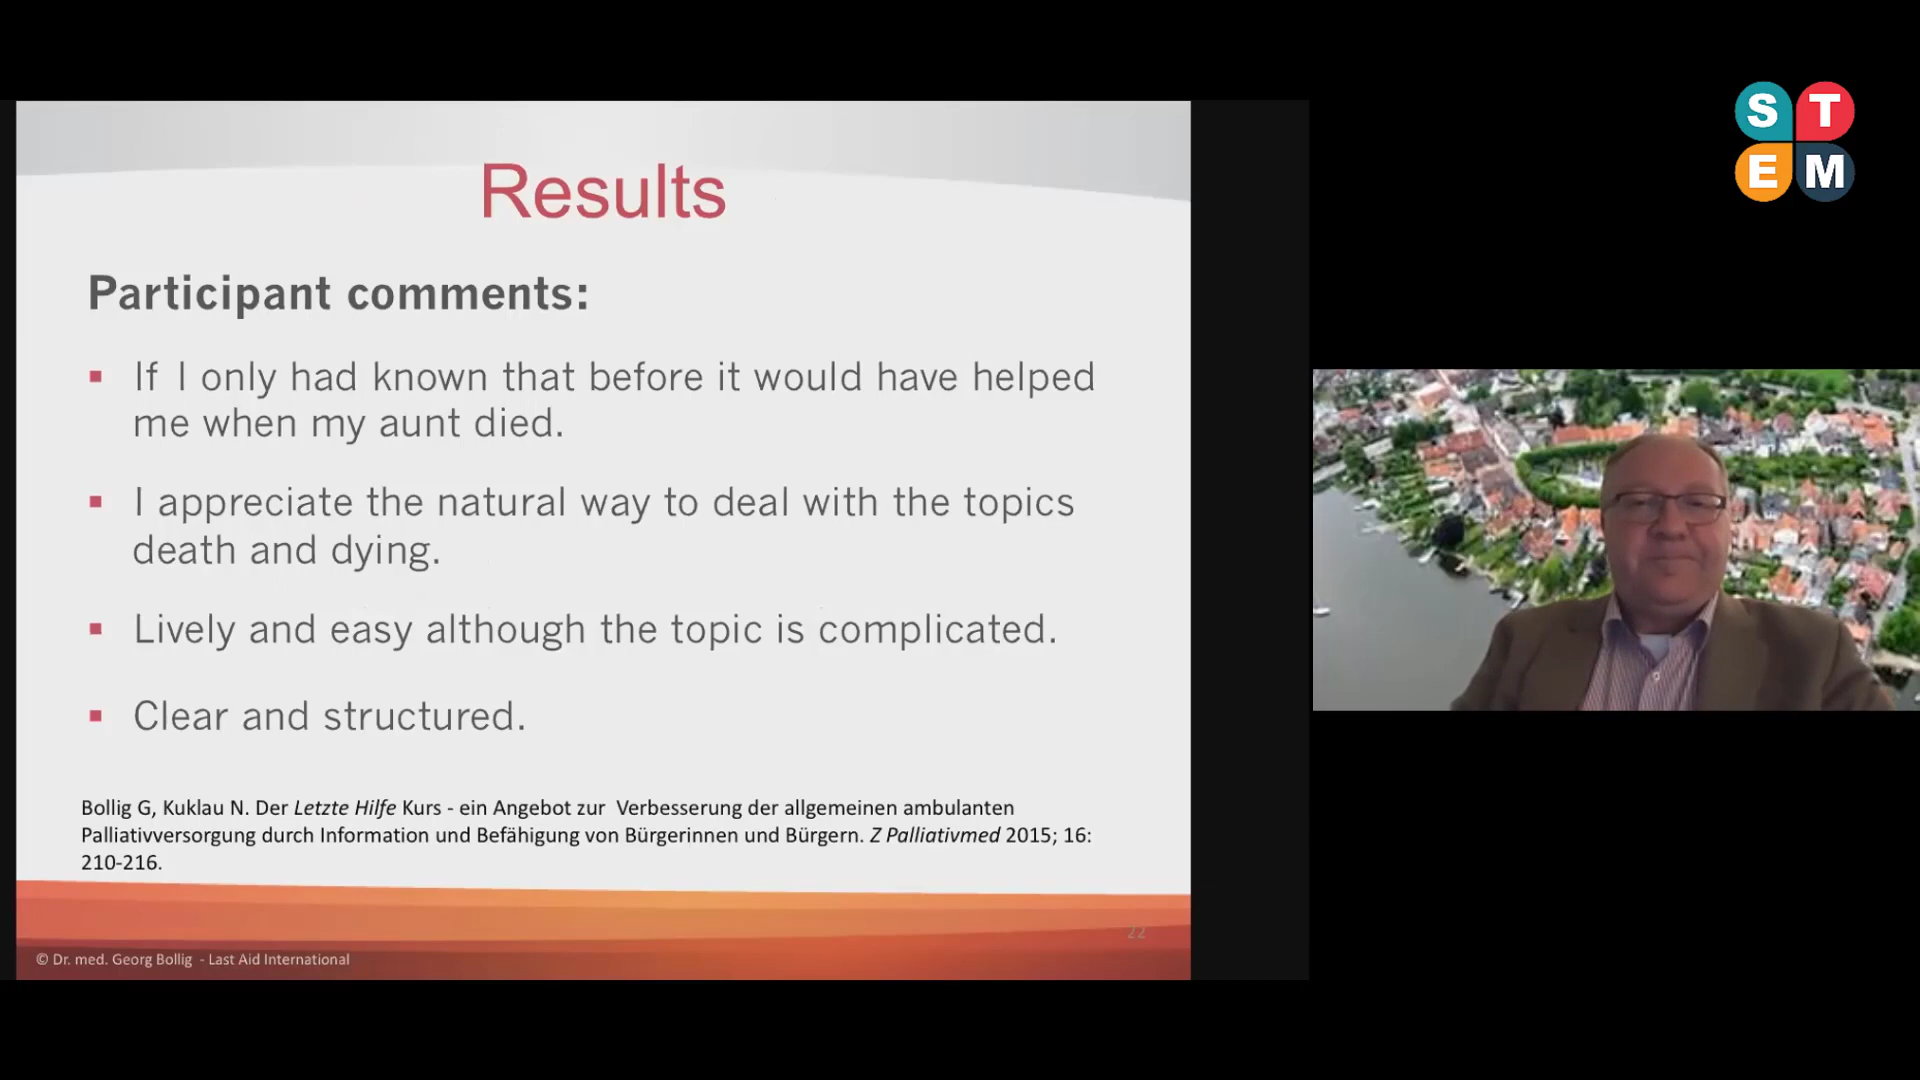 Results
Participant comments:
If I only had known that before it would have helped
me when my aunt died.
I appreciate the natural way to deal with the topics
death and dying.
Lively and easy although the topic is complicated.
Clear and structured.
Bollig G, Kuklau N. Der Letzte Hilfe Kurs - ein Angebot zur Verbesserung der allgemeinen ambulanten
Palliativversorgung durch Information und Befähigung von Bürgerinnen und Bürgern. Z Palliativmed 2015; 16:
210-216.
22
© Dr. med. Georg Bollig - Last Aid International
ST
EM